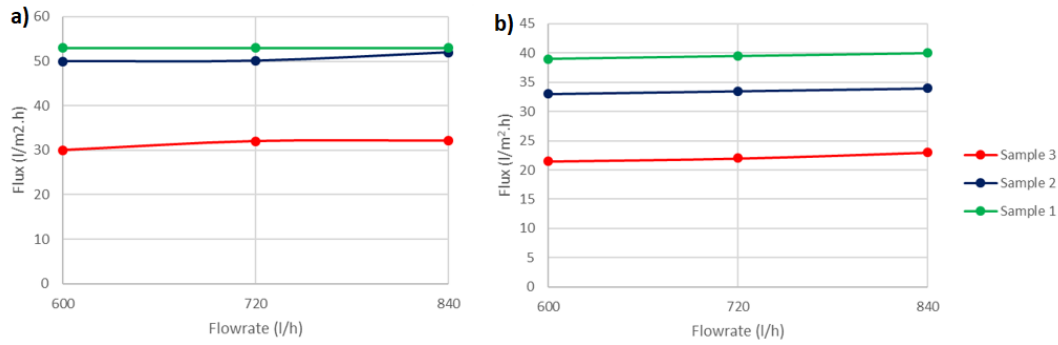 a)
60
50
40
30
20
10
0
Flux (l/m2.h)
600 720 840
Flowrate (l/h)
b)
45
40
35
30
25
20
15
10
5
0
Flux (l/m².h)
600 720 840
Flowrate (l/h)
Sample 3
Sample 2
Sample 1